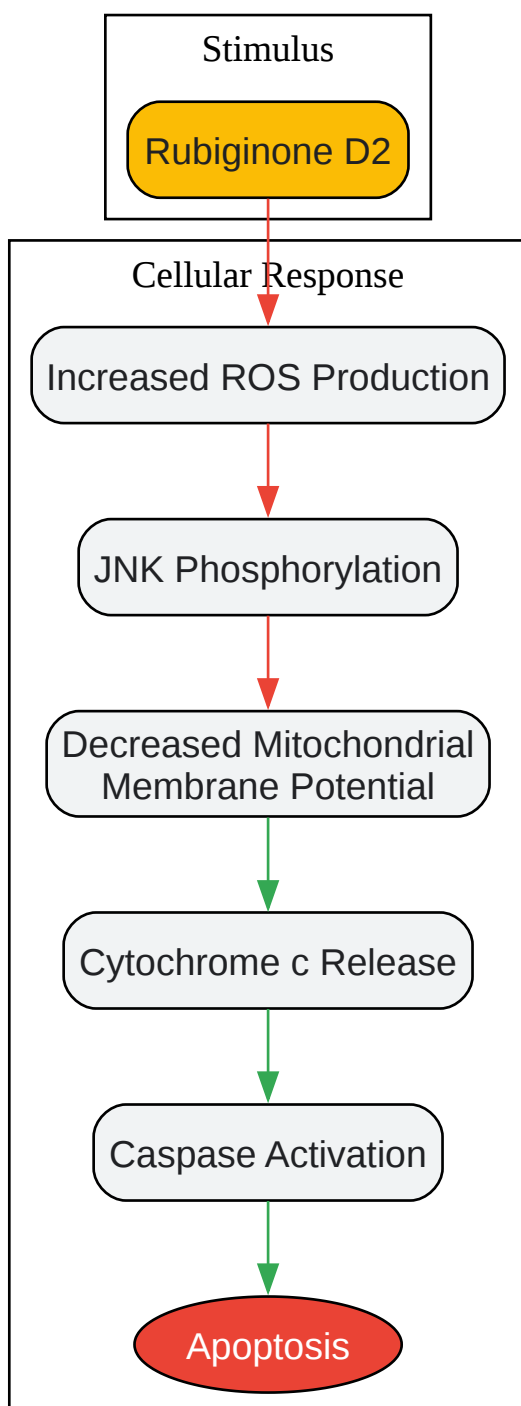 Stimulus
Rubiginone D2
Cellular Response
Increased ROS Production
JNK Phosphorylation
Decreased Mitochondrial
Membrane Potential
Cytochrome c Release
Caspase Activation
Apoptosis